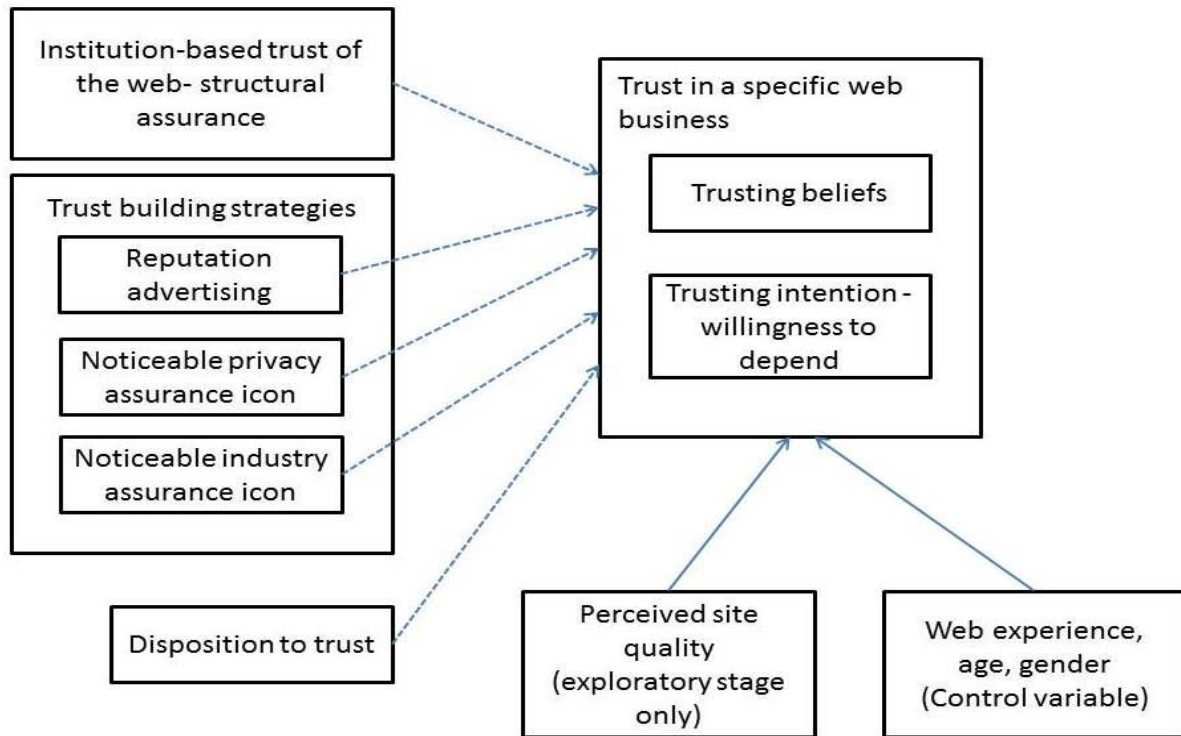 Institution-based trust of
the web- structural
assurance
Trust building strategies
Reputation
advertising
Noticeable privacy
assurance icon
Noticeable industry
assurance icon
Disposition to trust
Trust in a specific web
business
Trusting beliefs
Trusting intention -
willingness to
depend
Perceived site
quality
(exploratory stage
only)
Web experience,
age, gender
(Control variable)